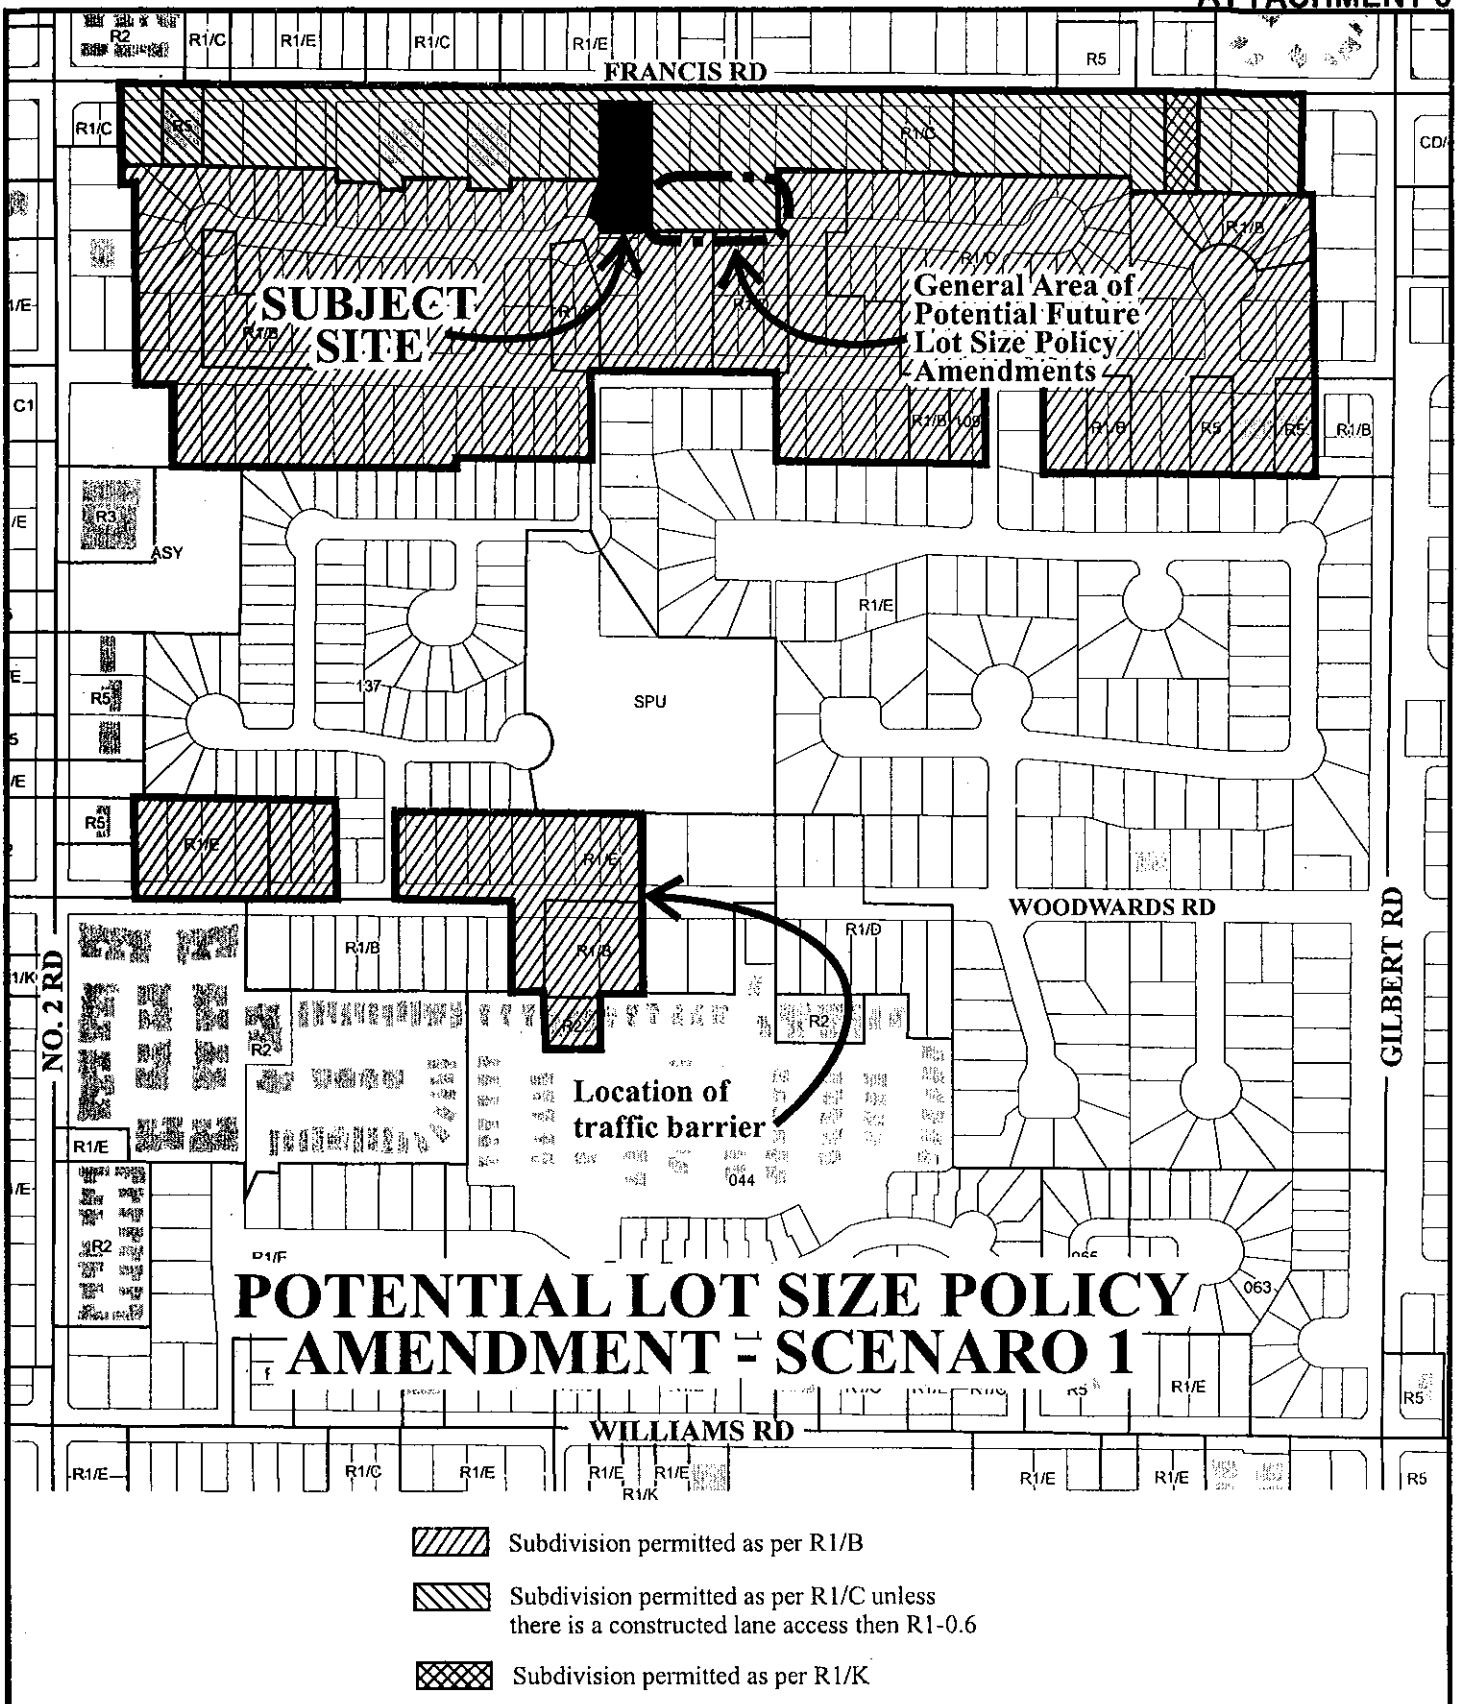 ATTACHMENT
R2
R1/C
R1/E
R1/C
R1/E
R5
FRANCIS RD
R1/C
R5
R1/C
CD/
R1/B
R1/D
SUBJECT
SITE
R1/B
General Area of
Potential Future
Lot Size Policy
Amendments
C1
R1/B
109
R1/B
R5
R5
R1/B
/E
R3
ASY
R1/E
137
R5
SPU
5
/E
R5
R1/E
R1/E
WOODWARDS RD
GILBERT RD
R1/B
R1/B
R1/D
1/K
NO. 2 RD
R2
R2
R2
Location of
traffic barrier
R1/E
044
/E
R2
R1/E
063
POTENTIAL LOT SIZE POLICY
AMENDMENT - SCENARO 1
R5
R1/E
R5
WILLIAMS RD
R1/E
R1/C
R1/E
R1/E
R1/E
R1/K
R1/E
R1/E
R5
Subdivision permitted as per R1/B
Subdivision permitted as per R1/C unless
there is a constructed lane access then R1-0.6
Subdivision permitted as per R1/K